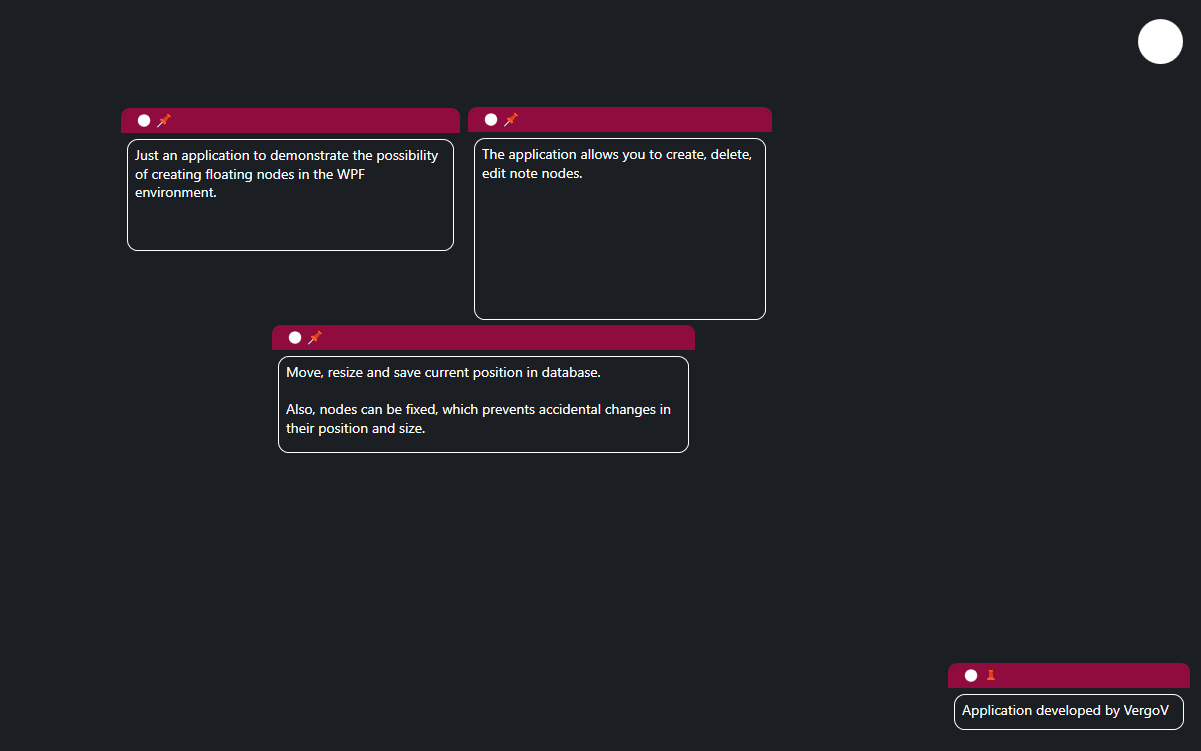 Just an application to demonstrate the possibility
of creating floating nodes in the WPF
environment.
The application allows you to create, delete,
edit note nodes.
Move, resize and save current position in database.
Also, nodes can be fixed, which prevents accidental changes in
their position and size.
Application developed by VergoV